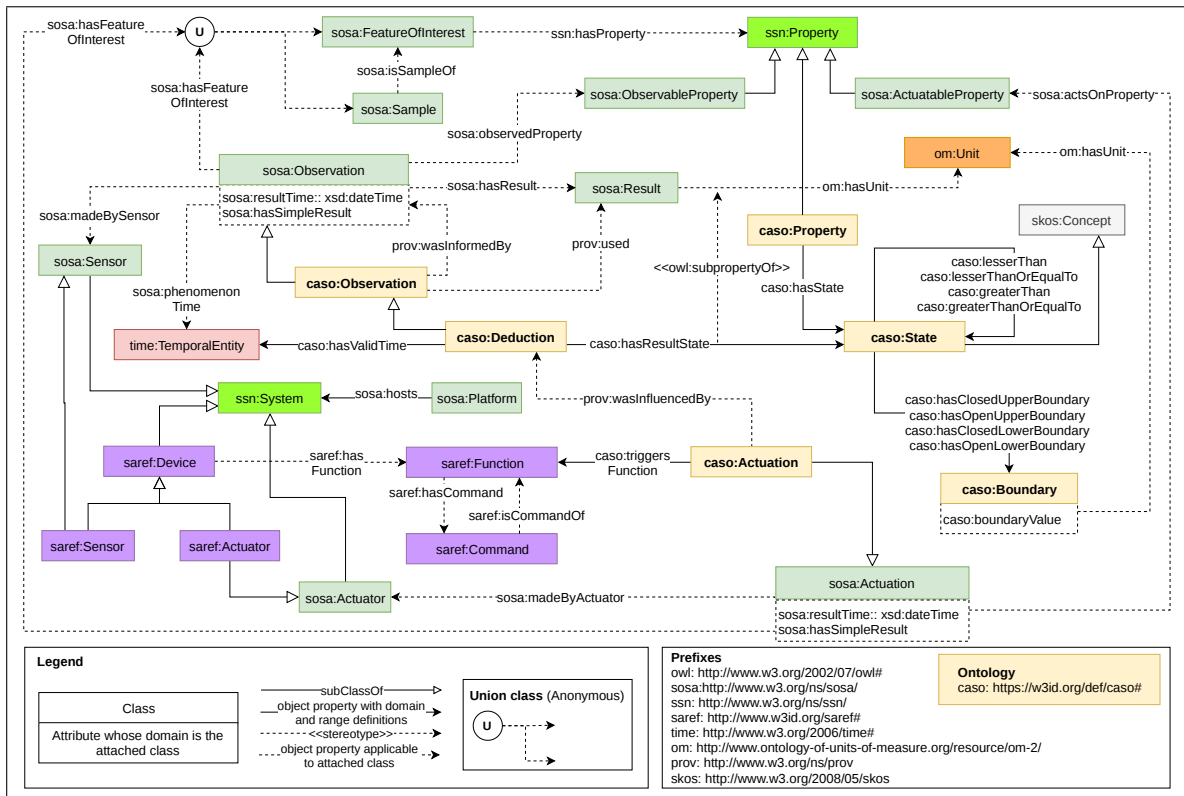 sosa:hasFeature
OfInterest
U
sosa:FeatureOfInterest
ssn:hasProperty
ssn:Property
sosa:isSampleOf
sosa:hasFeature
OfInterest
sosa:Sample
sosa:ObservableProperty
sosa:ActuatableProperty
sosa:actsOnProperty
sosa:observedProperty
sosa:Observation
om:Unit
om:hasUnit
sosa:resultTime:: xsd:dateTime
sosa:hasSimpleResult
sosa:hasResult
sosa:Result
om:hasUnit
sosa:madeBySensor
skos:Concept
caso:Property
prov:wasInformedBy
prov:used
sosa:Sensor
<<owl:subpropertyOf>>
caso:lesserThan
caso:lesserThanOrEqualTo
caso:greaterThan
caso:greaterThanOrEqualTo
caso:Observation
caso:hasState
sosa:phenomenon
Time
time:TemporalEntity
caso:hasValidTime
caso:Deduction
caso:hasResultState
caso:State
ssn:System
sosa:hosts
sosa:Platform
prov:wasInfluencedBy
caso:hasClosedUpperBoundary
caso:hasOpenUpperBoundary
caso:hasClosedLowerBoundary
caso:hasOpenLowerBoundary
saref:Device
saref:has
Function
saref:Function
caso:triggers
Function
caso:Actuation
saref:hasCommand
saref:isCommandOf
caso:Boundary
caso:boundaryValue
saref:Sensor
saref:Actuator
saref:Command
sosa:Actuator
sosa:madeByActuator
sosa:Actuation
sosa:resultTime:: xsd:dateTime
sosa:hasSimpleResult
Legend
Class
Attribute whose domain is the
attached class
subClassOf
object property with domain
and range definitions
<<stereotype>>
object property applicable
to attached class
Union class (Anonymous)
U
Prefixes
owl: http://www.w3.org/2002/07/owl#
sosa:http://www.w3.org/ns/sosa/
ssn: http://www.w3.org/ns/ssn/
saref: http://www.w3id.org/saref#
time: http://www.w3.org/2006/time#
om: http://www.ontology-of-units-of-measure.org/resource/om-2/
prov: http://www.w3.org/ns/prov
skos: http://www.w3.org/2008/05/skos
Ontology
caso: https://w3id.org/def/caso#